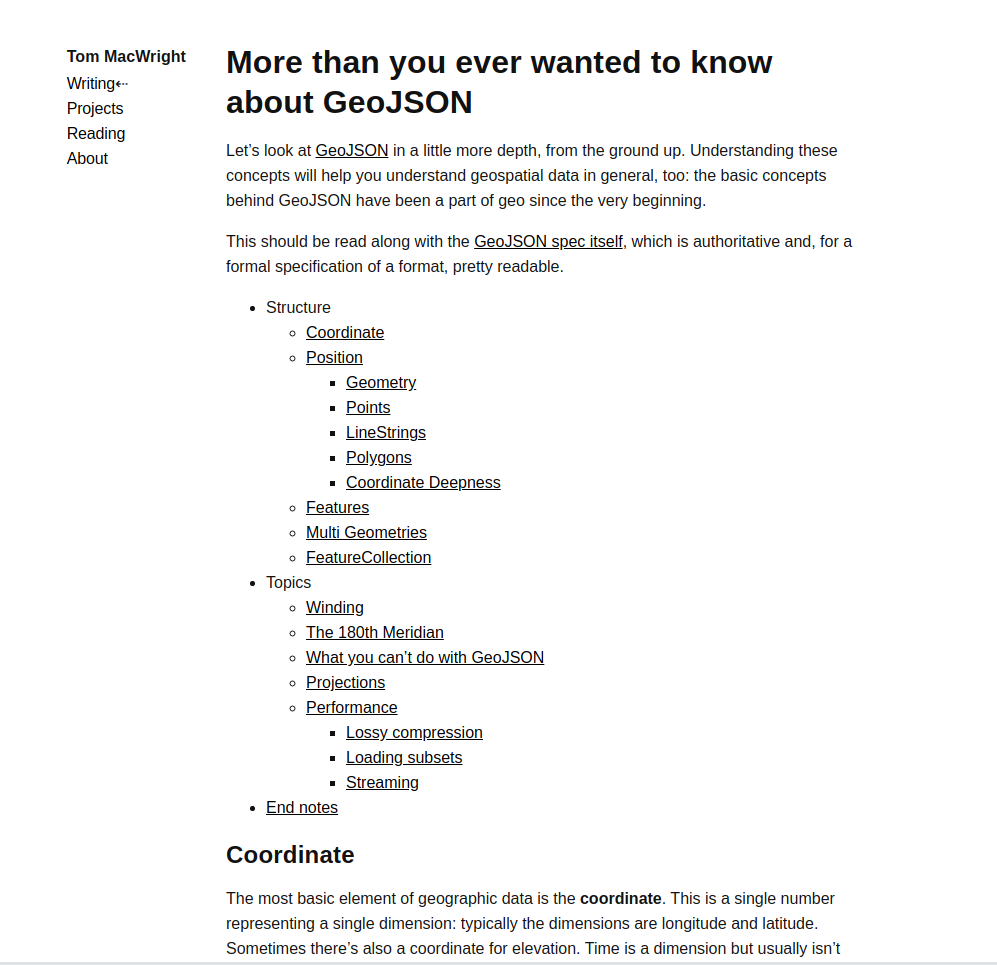 Tom MacWright
Writing⇠
Projects
Reading
About
More than you ever wanted to know
about GeoJSON
Let’s look at GeoJSON in a little more depth, from the ground up. Understanding these
concepts will help you understand geospatial data in general, too: the basic concepts
behind GeoJSON have been a part of geo since the very beginning.
This should be read along with the GeoJSON spec itself, which is authoritative and, for a
formal specification of a format, pretty readable.
Structure
Coordinate
Position
Geometry
Points
LineStrings
Polygons
Coordinate Deepness
Features
Multi Geometries
FeatureCollection
Topics
Winding
The 180th Meridian
What you can’t do with GeoJSON
Projections
Performance
Lossy compression
Loading subsets
Streaming
End notes
Coordinate
The most basic element of geographic data is the coordinate. This is a single number
representing a single dimension: typically the dimensions are longitude and latitude.
Sometimes there’s also a coordinate for elevation. Time is a dimension but usually isn’t